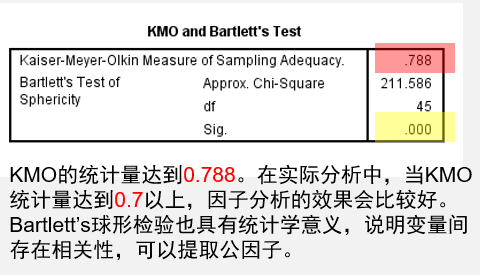 KMO and Bartlett's Test
Kaiser-Meyer-Olkin Measure of Sampling Adequacy. .788
Bartlett's Test of Sphericity Approx. Chi-Square 211.586
df 45
Sig. .000
KMO的统计量达到0.788。在实际分析中，当KMO
统计量达到0.7以上，因子分析的效果会比较好。
Bartlett’s球形检验也具有统计学意义，说明变量间
存在相关性，可以提取公因子。